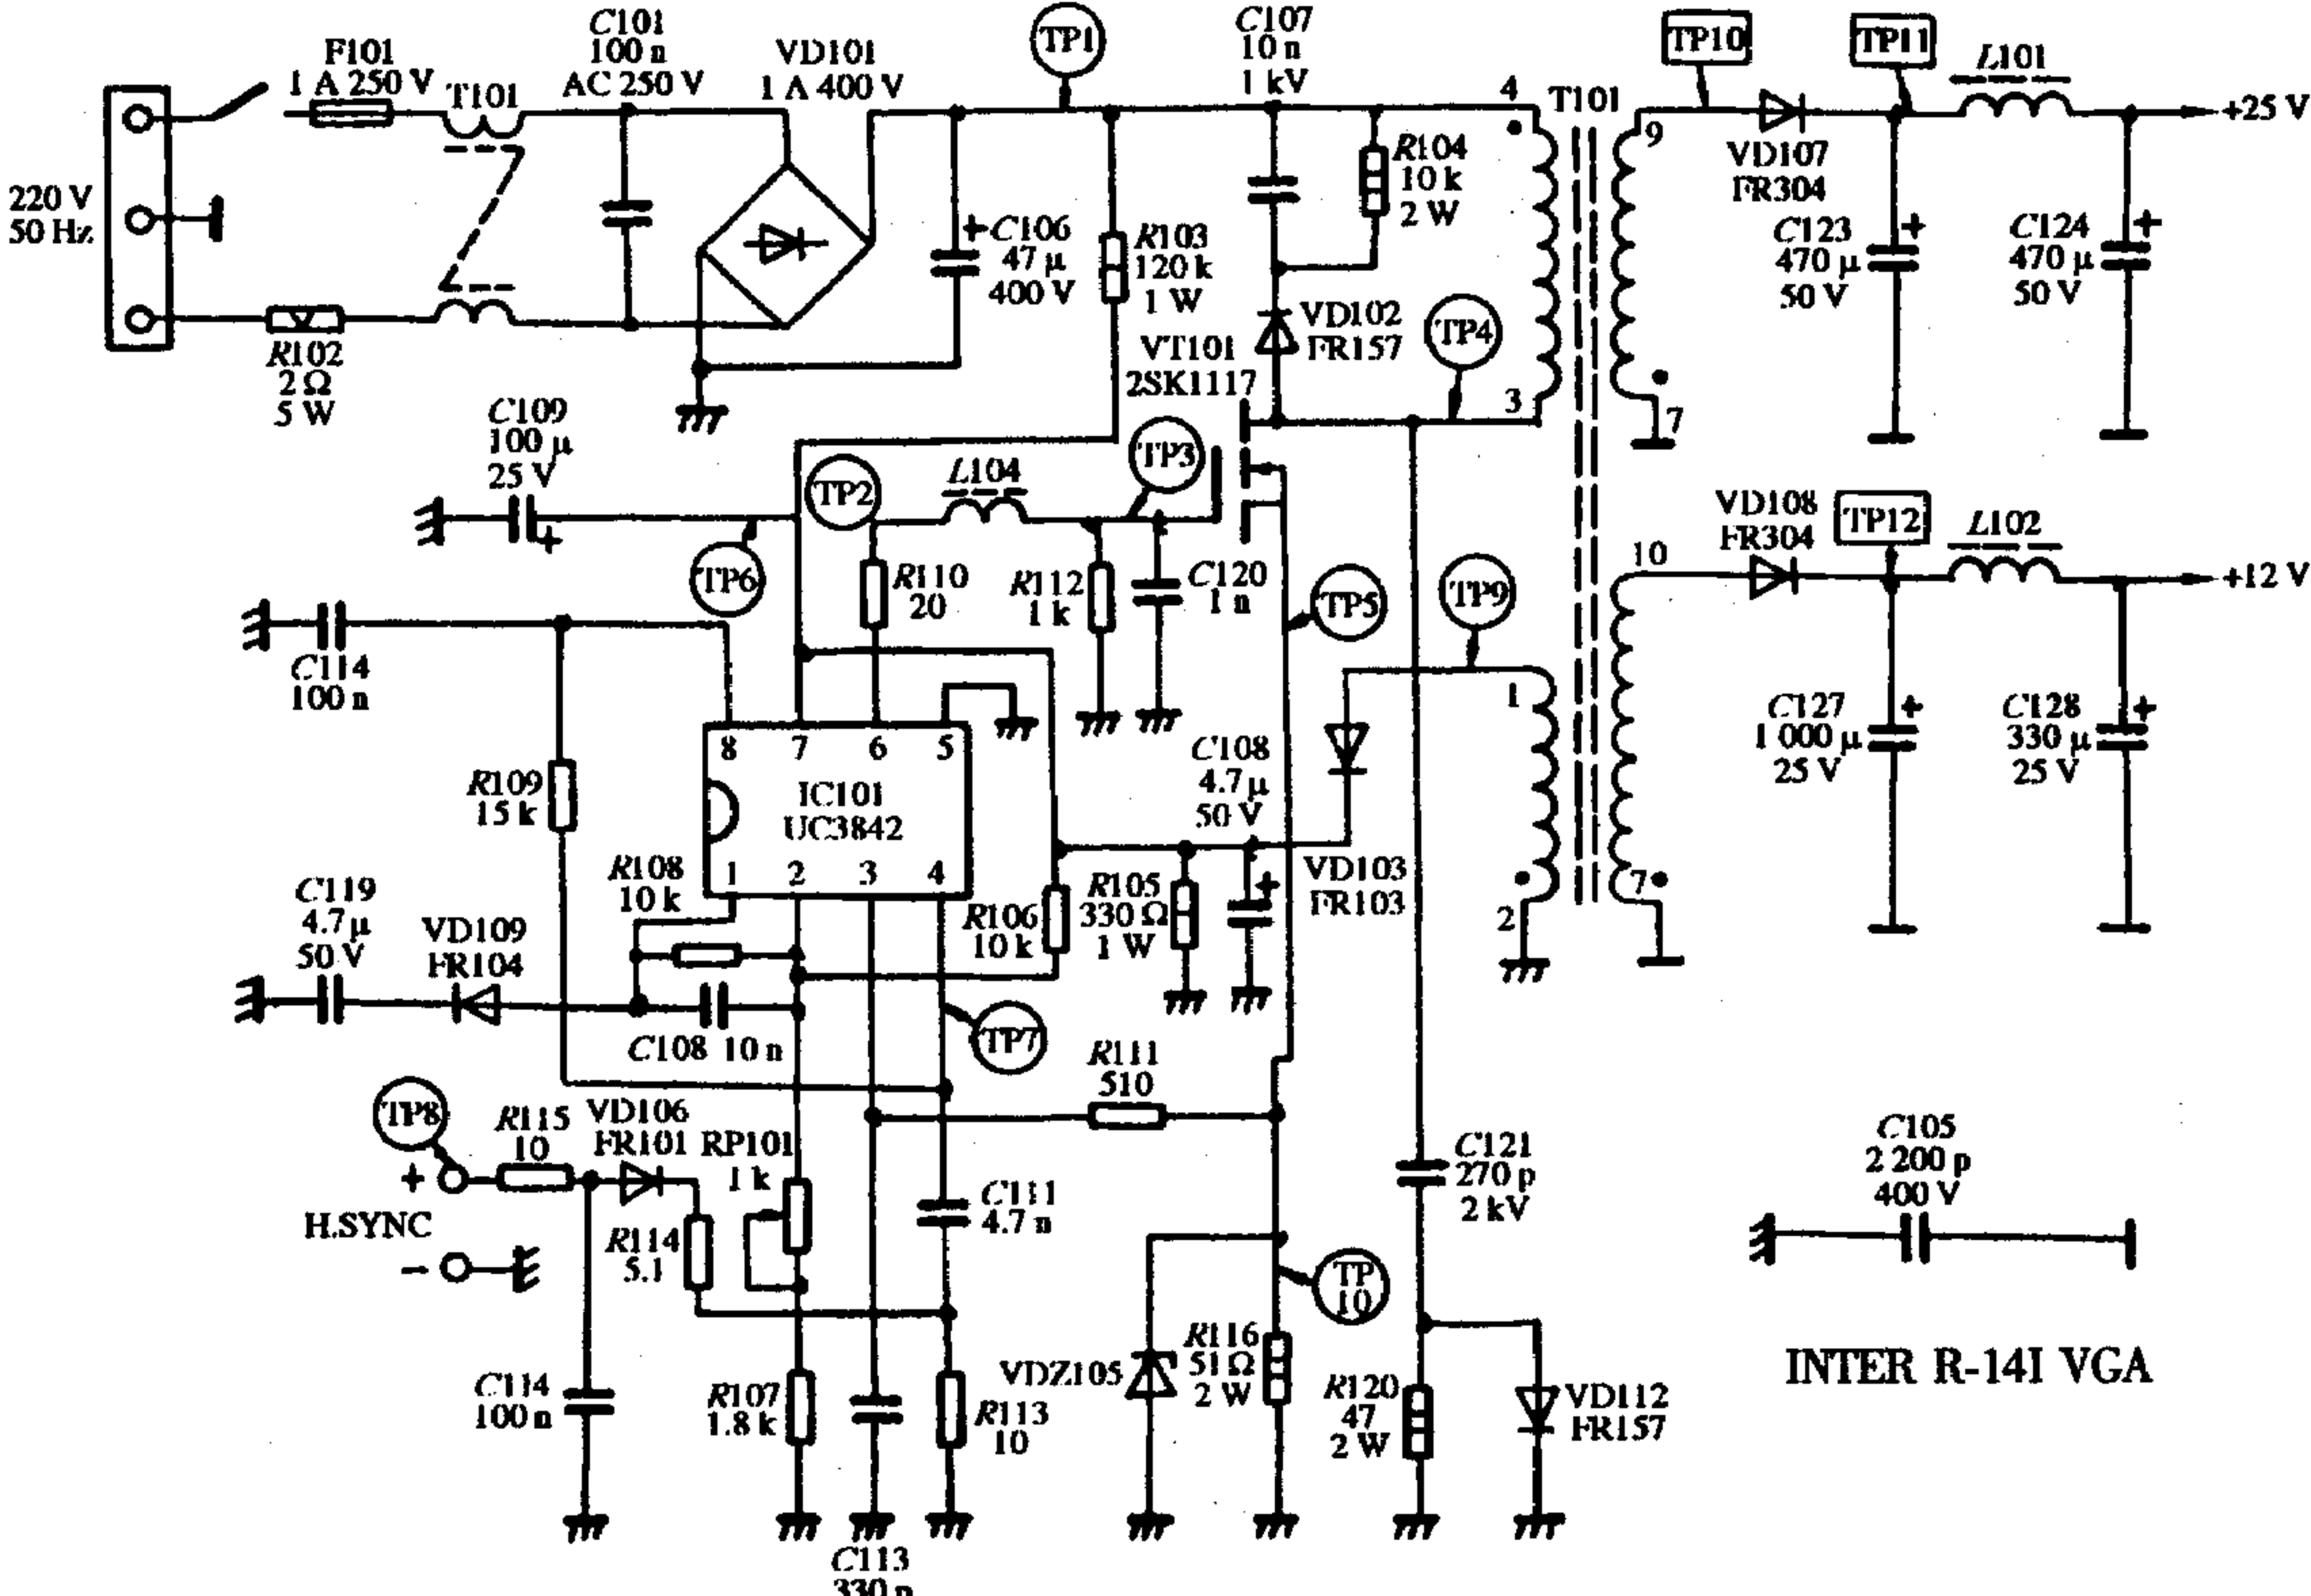 F101
1 A 250 V
T101
C101
100 n
AC 250 V
VD101
1 A 400 V
TP1
C107
10 n
1 kV
4
T101
TP10
TP11
L101
9
+25 V
VD107
FR304
220 V
50 Hz
R104
10 k
2 W
C106
47 μ
400 V
R103
120 k
1 W
C123
470 μ
50 V
C124
470 μ
50 V
R102
2 Ω
5 W
VD102
FR157
TP4
VT101
2SK1117
3
7
C109
100 μ
25 V
TP2
L104
TP3
TP6
R110
20
R112
1 k
C120
1 n
TP5
TP9
VD108
FR304
TP12
L102
10
+12 V
C114
100 n
8
7
6
5
IC101
UC3842
1
2
3
4
C108
4.7 μ
50 V
1
C127
1 000 μ
25 V
C128
330 μ
25 V
R109
15 k
R108
10 k
R106
10 k
R105
330 Ω
1 W
VD103
FR103
2
7
C119
4.7 μ
50 V
VD109
FR104
C108 10 n
TP7
R111
510
TP8
R115
10
VD106
FR101
RP101
1 k
H.SYNC
R114
5.1
C111
4.7 n
C121
270 p
2 kV
C105
2 200 p
400 V
TP
10
C114
100 n
R107
1.8 k
R113
10
VDZ105
R116
51 Ω
2 W
R120
47
2 W
VD112
FR157
INTER R-14I VGA
C113